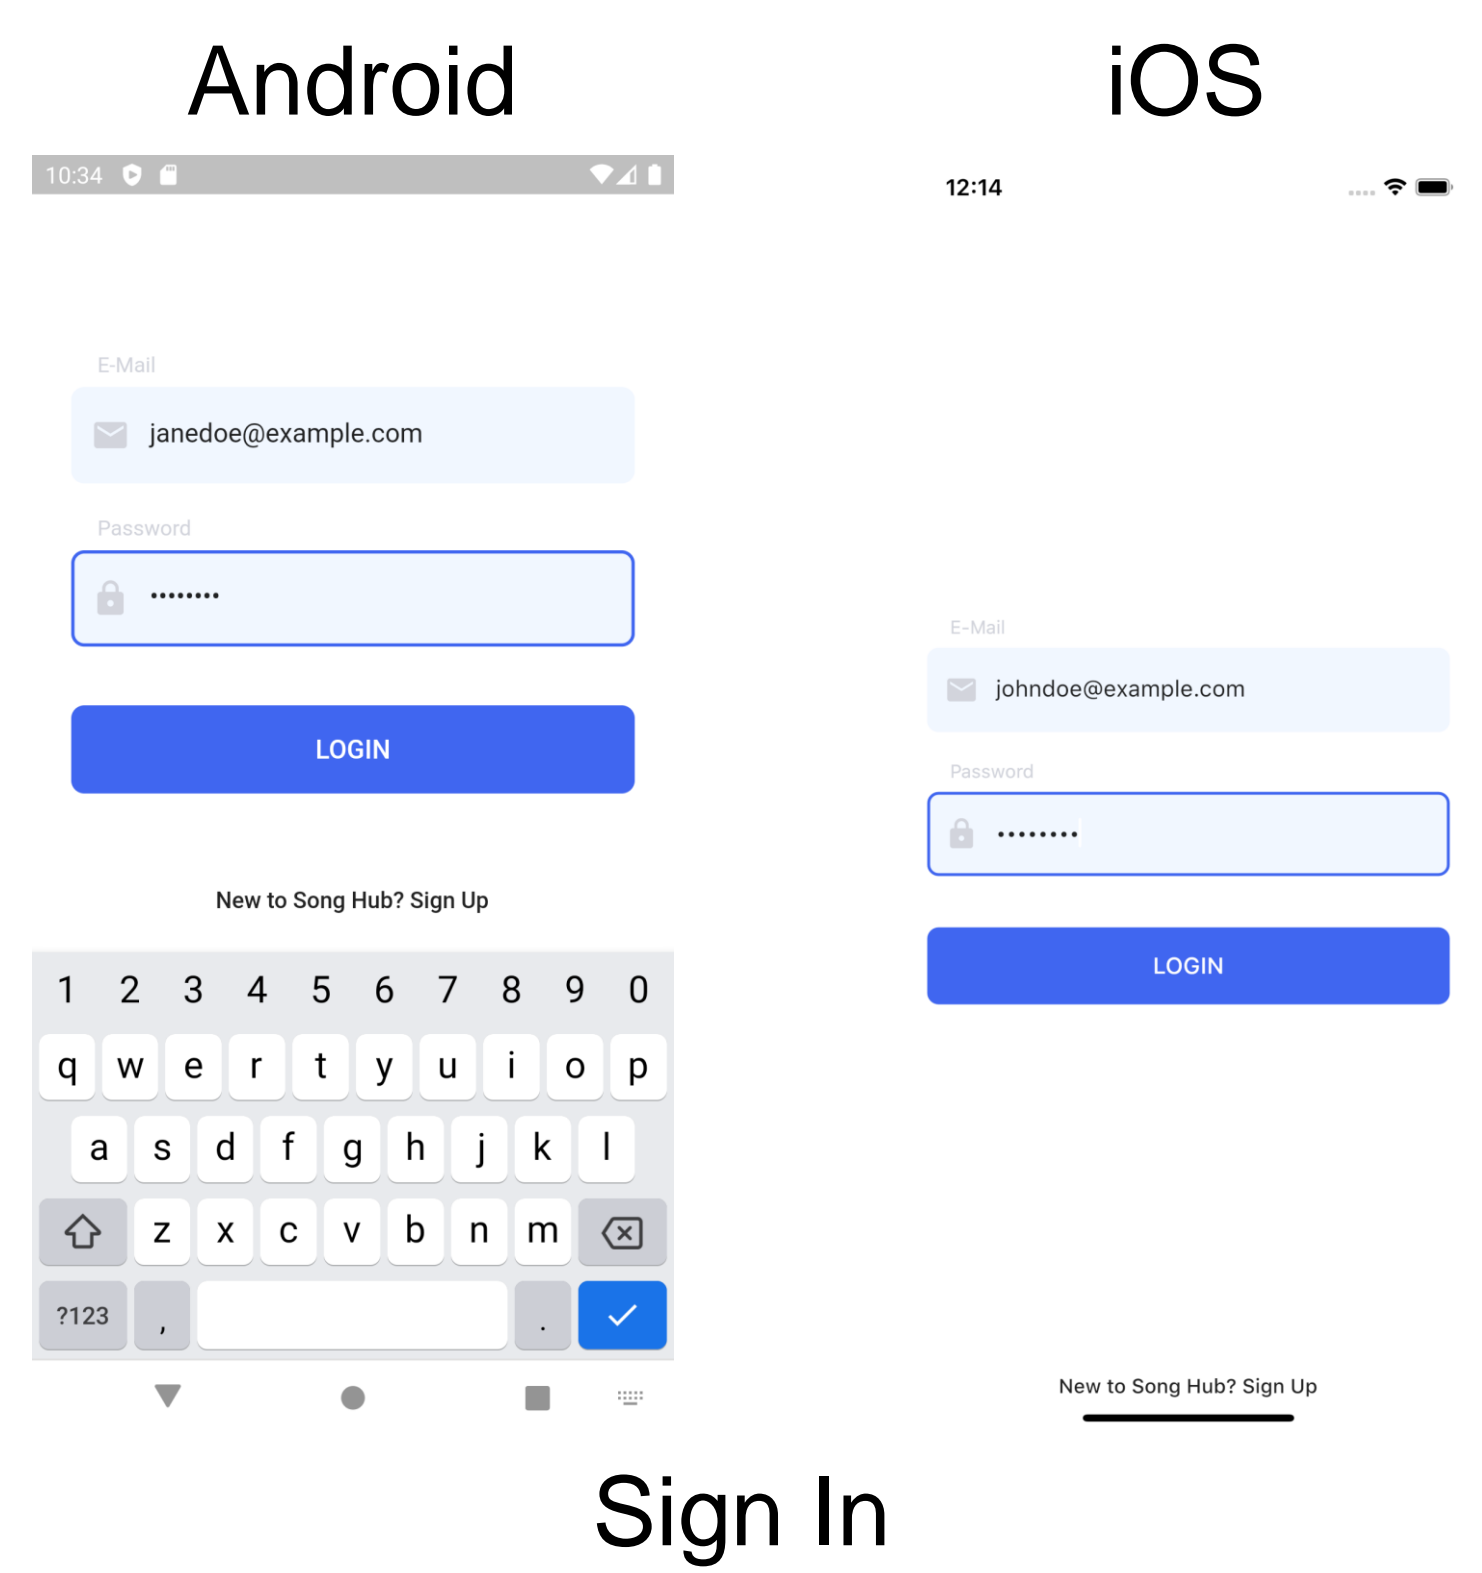 Android
10:34
E-Mail
janedoe@example.com
Password
••••••••
LOGIN
New to Song Hub? Sign Up
1 2 3 4 5 6 7 8 9 0
q w e r t y u i o p
a s d f g h j k l
z x c v b n m
?123 , .
iOS
12:14
E-Mail
johndoe@example.com
Password
••••••••
LOGIN
New to Song Hub? Sign Up
Sign In